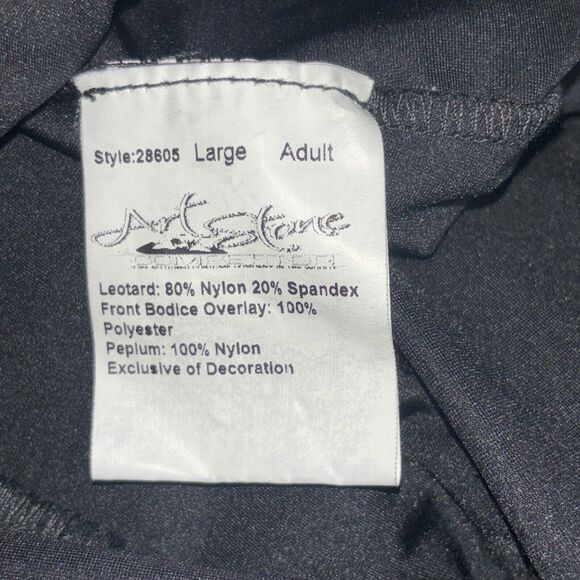 Style:28605 Large Adult
Art Stone
COMPETITION
Leotard: 80% Nylon 20% Spandex
Front Bodice Overlay: 100%
Polyester
Peplum: 100% Nylon
Exclusive of Decoration